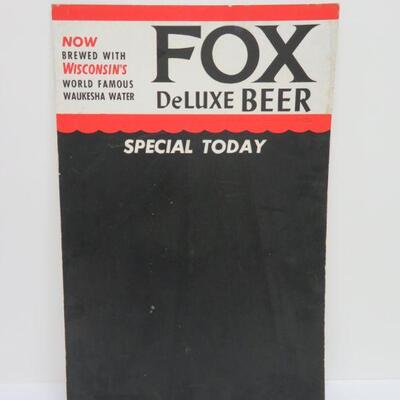 NOW
BREWED WITH
WISCONSIN'S
WORLD FAMOUS
WAUKESHA WATER
FOX
DeLUXE BEER
SPECIAL TODAY